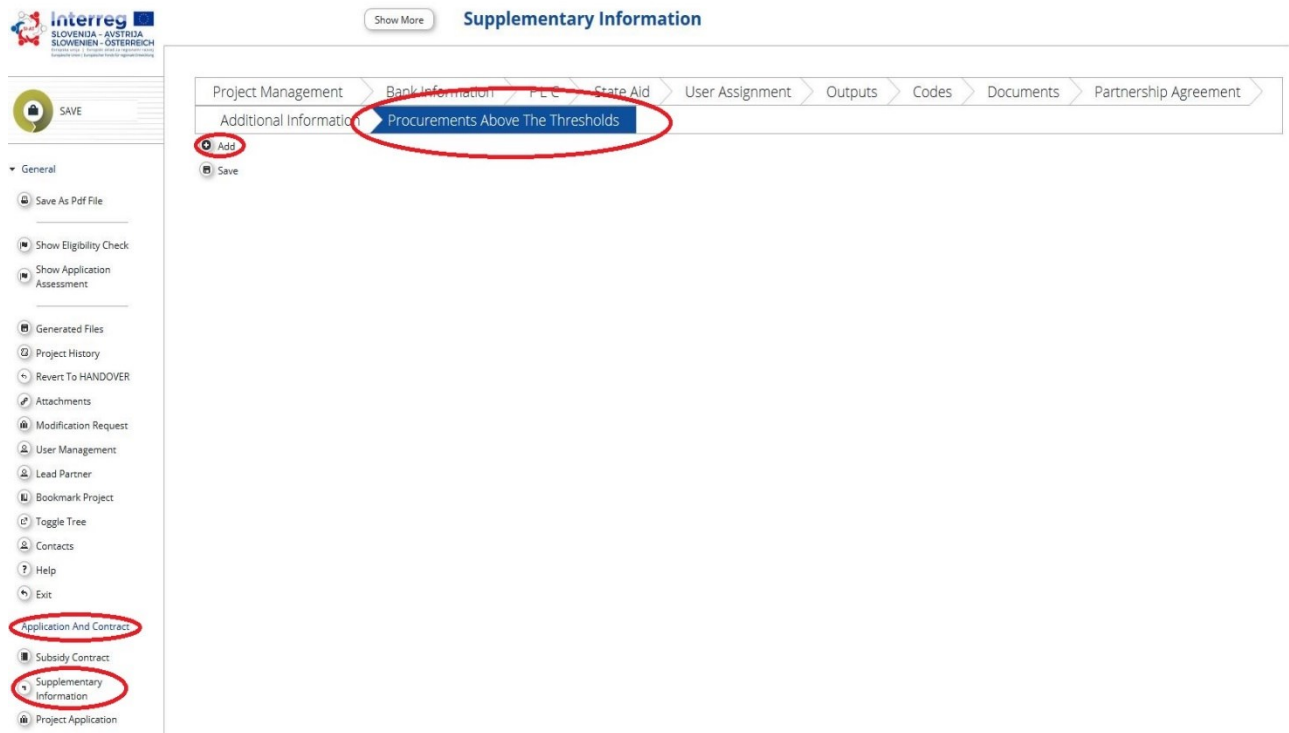 Interreg
SLOVENIJA - AVSTRIJA
SLOWENIEN - ÖSTERREICH
Show More
Supplementary Information
SAVE
Project Management
Bank Information
P L C
State Aid
User Assignment
Outputs
Codes
Documents
Partnership Agreement
Additional Information
Procurements Above The Thresholds
Add
Save
General
Save As Pdf File
Show Eligibility Check
Show Application
Assessment
Generated Files
Project History
Revert To HANDOVER
Attachments
Modification Request
User Management
Lead Partner
Bookmark Project
Toggle Tree
Contacts
Help
Exit
Application And Contract
Subsidy Contract
Supplementary
Information
Project Application